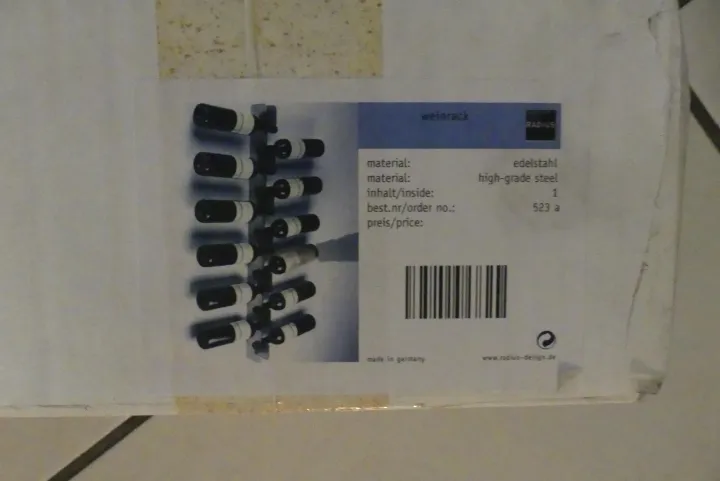 weinrack
RADIUS
material: edelstahl
material: high-grade steel
inhalt/inside: 1
best.nr/order no.: 523 a
preis/price:
made in germany
www.radius-design.de